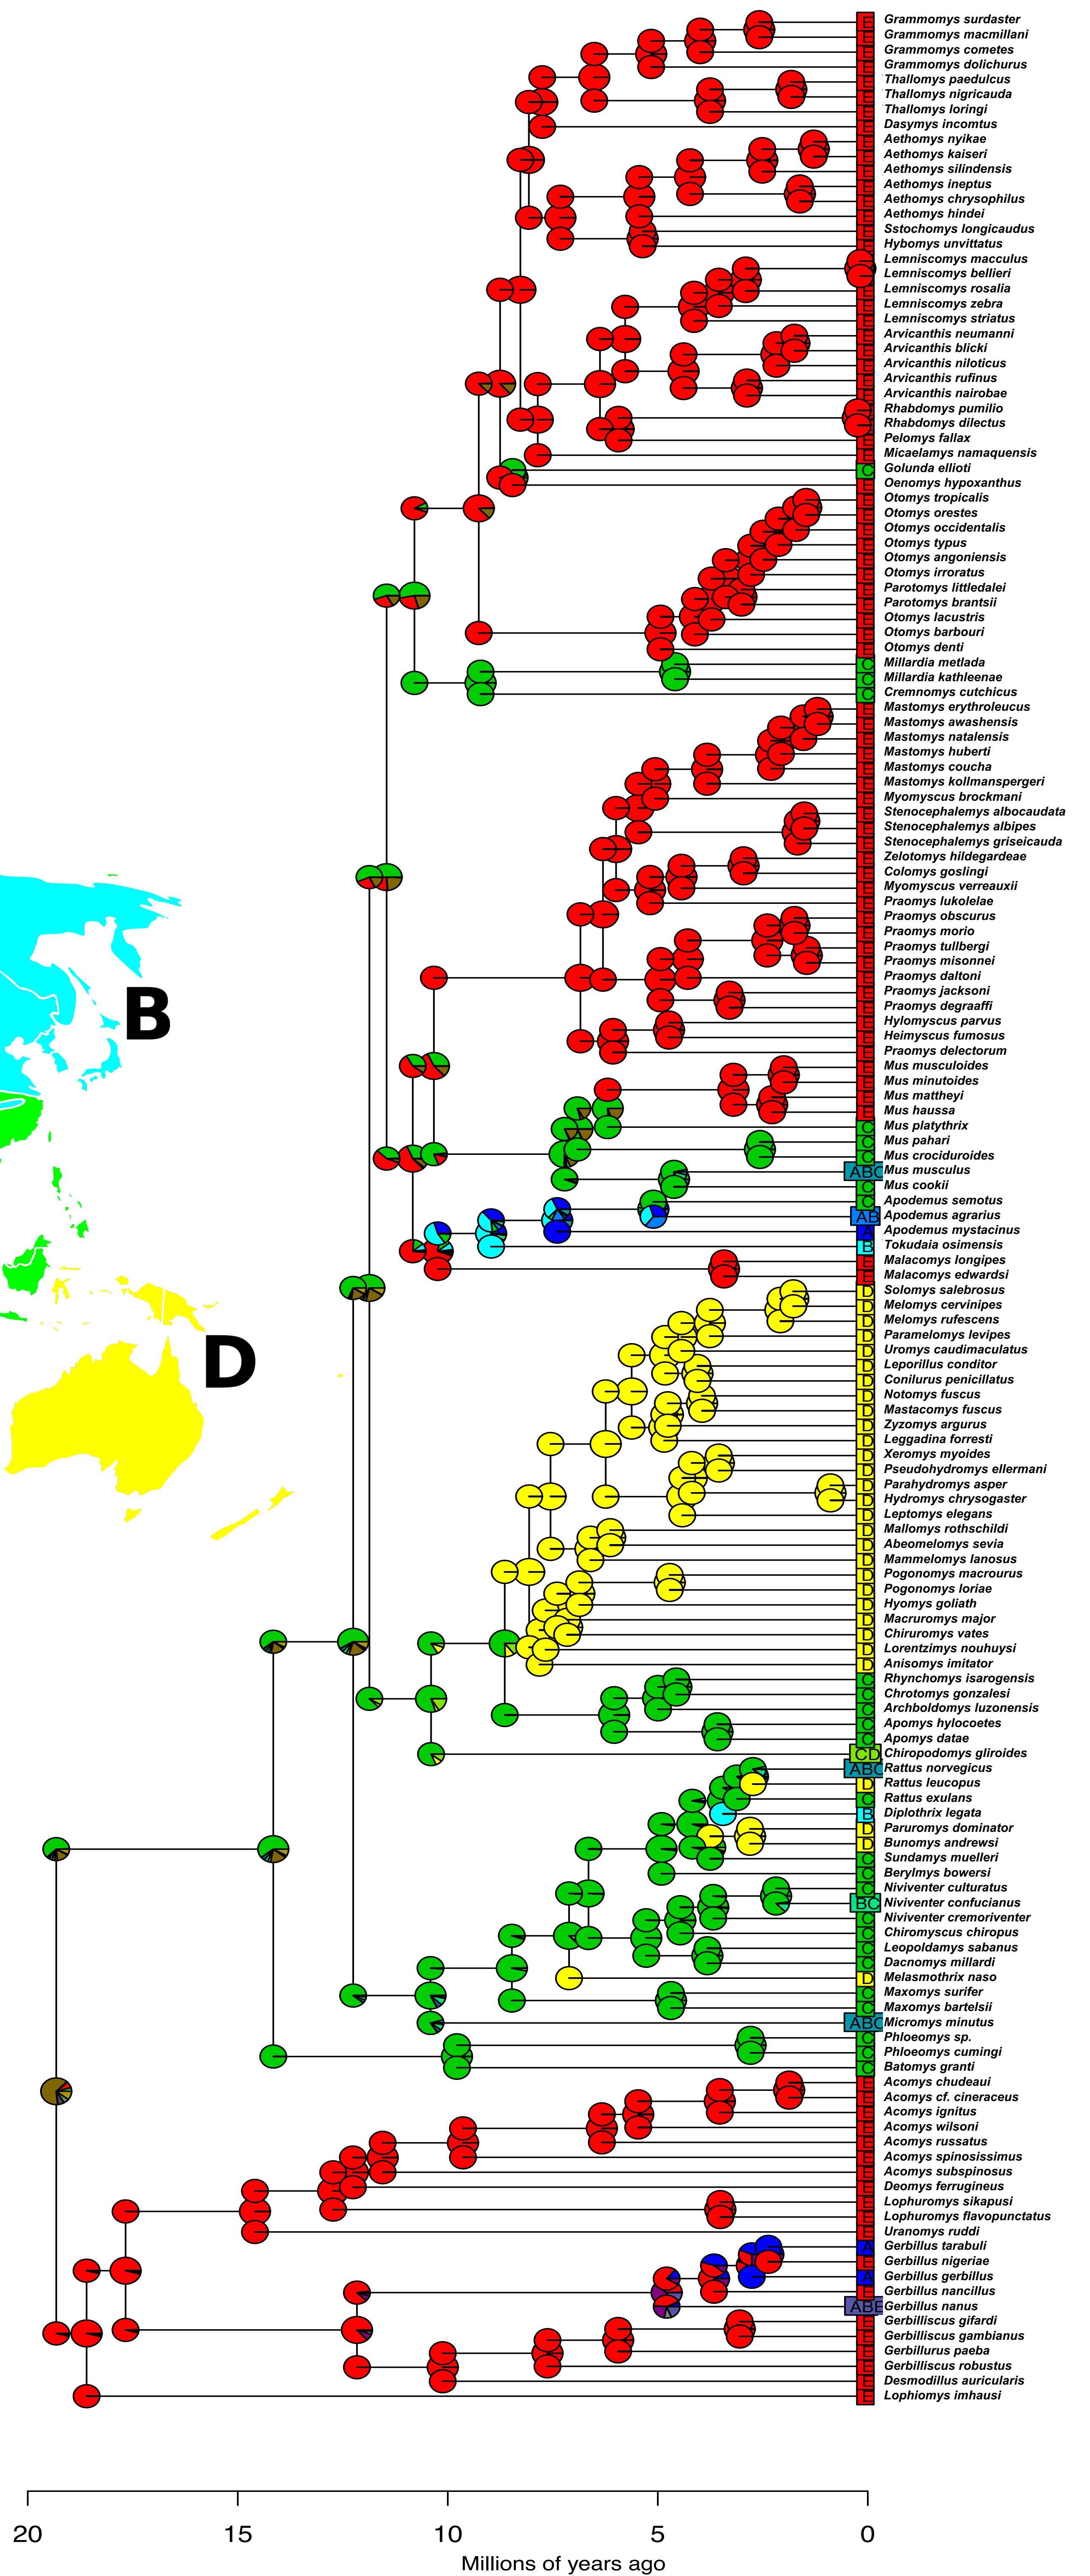 E Grammomys surdaster
E Grammomys macmillani
E Grammomys cometes
E Grammomys dolichurus
E Thallomys paedulcus
E Thallomys nigricauda
E Thallomys loringi
E Dasymys incomtus
E Aethomys nyikae
E Aethomys kaiseri
E Aethomys silindensis
E Aethomys ineptus
E Aethomys chrysophilus
E Aethomys hindei
E Sstochomys longicaudus
E Hybomys unvittatus
E Lemniscomys macculus
E Lemniscomys bellieri
E Lemniscomys rosalia
E Lemniscomys zebra
E Lemniscomys striatus
E Arvicanthis neumanni
E Arvicanthis blicki
E Arvicanthis niloticus
E Arvicanthis rufinus
E Arvicanthis nairobae
E Rhabdomys pumilio
E Rhabdomys dilectus
E Pelomys fallax
E Micaelamys namaquensis
C Golunda ellioti
E Oenomys hypoxanthus
E Otomys tropicalis
E Otomys orestes
E Otomys occidentalis
E Otomys typus
E Otomys angoniensis
E Otomys irroratus
E Parotomys littledalei
E Parotomys brantsii
E Otomys lacustris
E Otomys barbouri
E Otomys denti
C Millardia metlada
C Millardia kathleenae
C Cremnomys cutchicus
E Mastomys erythroleucus
E Mastomys awashensis
E Mastomys natalensis
E Mastomys huberti
E Mastomys coucha
E Mastomys kollmanspergeri
E Myomyscus brockmani
E Stenocephalemys albocaudata
E Stenocephalemys albipes
E Stenocephalemys griseicauda
E Zelotomys hildegardeae
E Colomys goslingi
E Myomyscus verreauxii
E Praomys lukolelae
E Praomys obscurus
E Praomys morio
E Praomys tullbergi
E Praomys misonnei
E Praomys daltoni
E Praomys jacksoni
E Praomys degraaffi
E Hylomyscus parvus
E Heimyscus fumosus
E Praomys delectorum
E Mus musculoides
E Mus minutoides
E Mus mattheyi
E Mus haussa
C Mus platythrix
C Mus pahari
C Mus crociduroides
ABC Mus musculus
C Mus cookii
C Apodemus semotus
AB Apodemus agrarius
A Apodemus mystacinus
B Tokudaia osimensis
E Malacomys longipes
E Malacomys edwardsi
D Solomys salebrosus
D Melomys cervinipes
D Melomys rufescens
D Paramelomys levipes
D Uromys caudimaculatus
D Leporillus conditor
D Conilurus penicillatus
D Notomys fuscus
D Mastacomys fuscus
D Zyzomys argurus
D Leggadina forresti
D Xeromys myoides
D Pseudohydromys ellermani
D Parahydromys asper
D Hydromys chrysogaster
D Leptomys elegans
D Mallomys rothschildi
D Abeomelomys sevia
D Mammelomys lanosus
D Pogonomys macrourus
D Pogonomys loriae
D Hyomys goliath
D Macruromys major
D Chiruromys vates
D Lorentzimys nouhuysi
D Anisomys imitator
C Rhynchomys isarogensis
C Chrotomys gonzalesi
C Archboldomys luzonensis
C Apomys hylocoetes
C Apomys datae
CD Chiropodomys gliroides
ABC Rattus norvegicus
D Rattus leucopus
C Rattus exulans
B Diplothrix legata
D Paruromys dominator
D Bunomys andrewsi
C Sundamys muelleri
C Berylmys bowersi
C Niviventer culturatus
BC Niviventer confucianus
C Niviventer cremoriventer
C Chiromyscus chiropus
C Leopoldamys sabanus
C Dacnomys millardi
D Melasmothrix naso
C Maxomys surifer
C Maxomys bartelsii
ABC Micromys minutus
C Phloeomys sp.
C Phloeomys cumingi
C Batomys granti
E Acomys chudeaui
E Acomys cf. cineraceus
E Acomys ignitus
E Acomys wilsoni
E Acomys russatus
E Acomys spinosissimus
E Acomys subspinosus
E Deomys ferrugineus
E Lophuromys sikapusi
E Lophuromys flavopunctatus
E Uranomys ruddi
A Gerbillus tarabuli
E Gerbillus nigeriae
A Gerbillus gerbillus
E Gerbillus nancillus
ABE Gerbillus nanus
E Gerbilliscus gifardi
E Gerbilliscus gambianus
E Gerbillurus paeba
E Gerbilliscus robustus
E Desmodillus auricularis
E Lophiomys imhausi
B
D
20 15 10 5 0
Millions of years ago